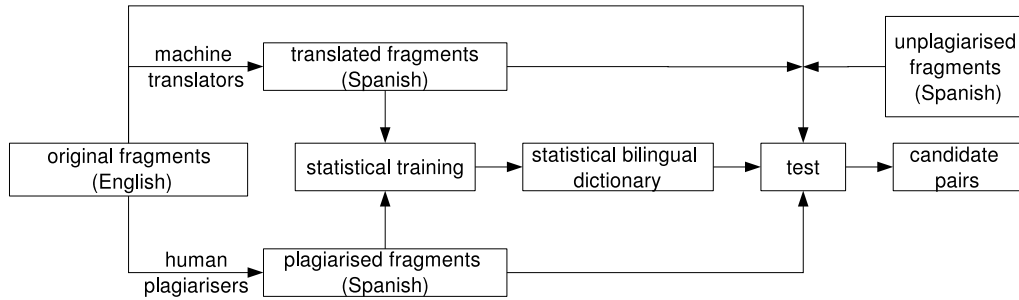 machine
translators
translated fragments
(Spanish)
unplagiarised
fragments
(Spanish)
original fragments
(English)
statistical training
statistical bilingual
dictionary
test
candidate
pairs
human
plagiarisers
plagiarised fragments
(Spanish)